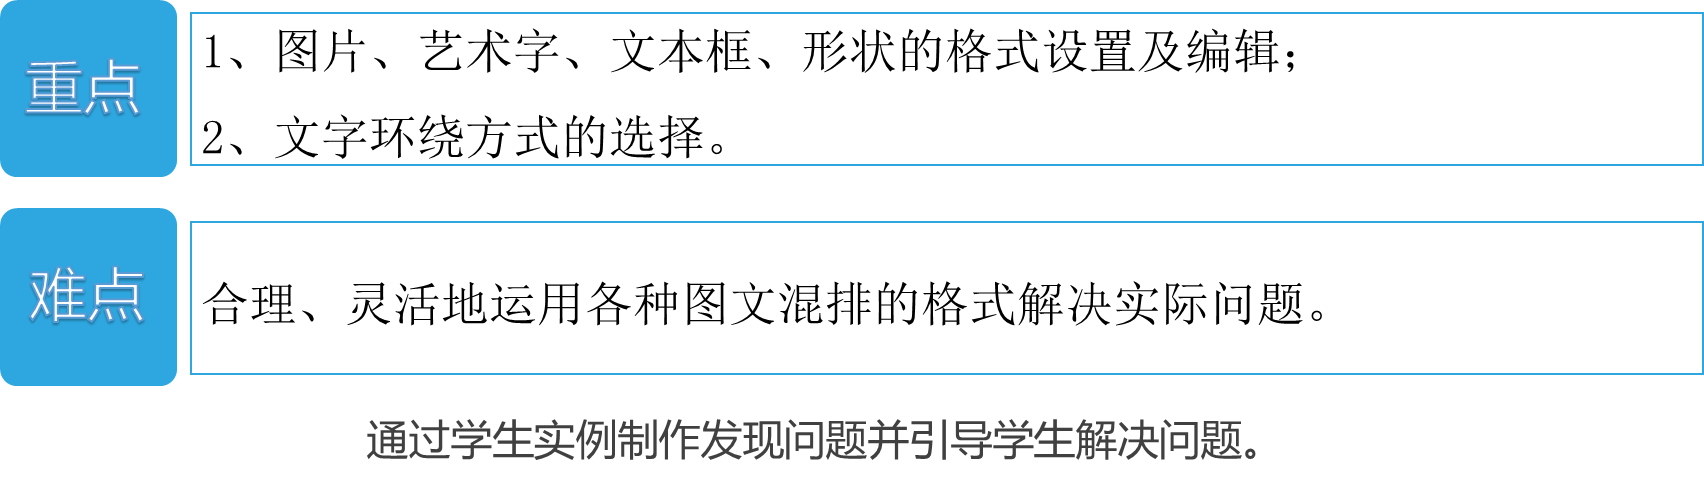 重点
1、图片、艺术字、文本框、形状的格式设置及编辑；
2、文字环绕方式的选择。
难点
合理、灵活地运用各种图文混排的格式解决实际问题。
通过学生实例制作发现问题并引导学生解决问题。